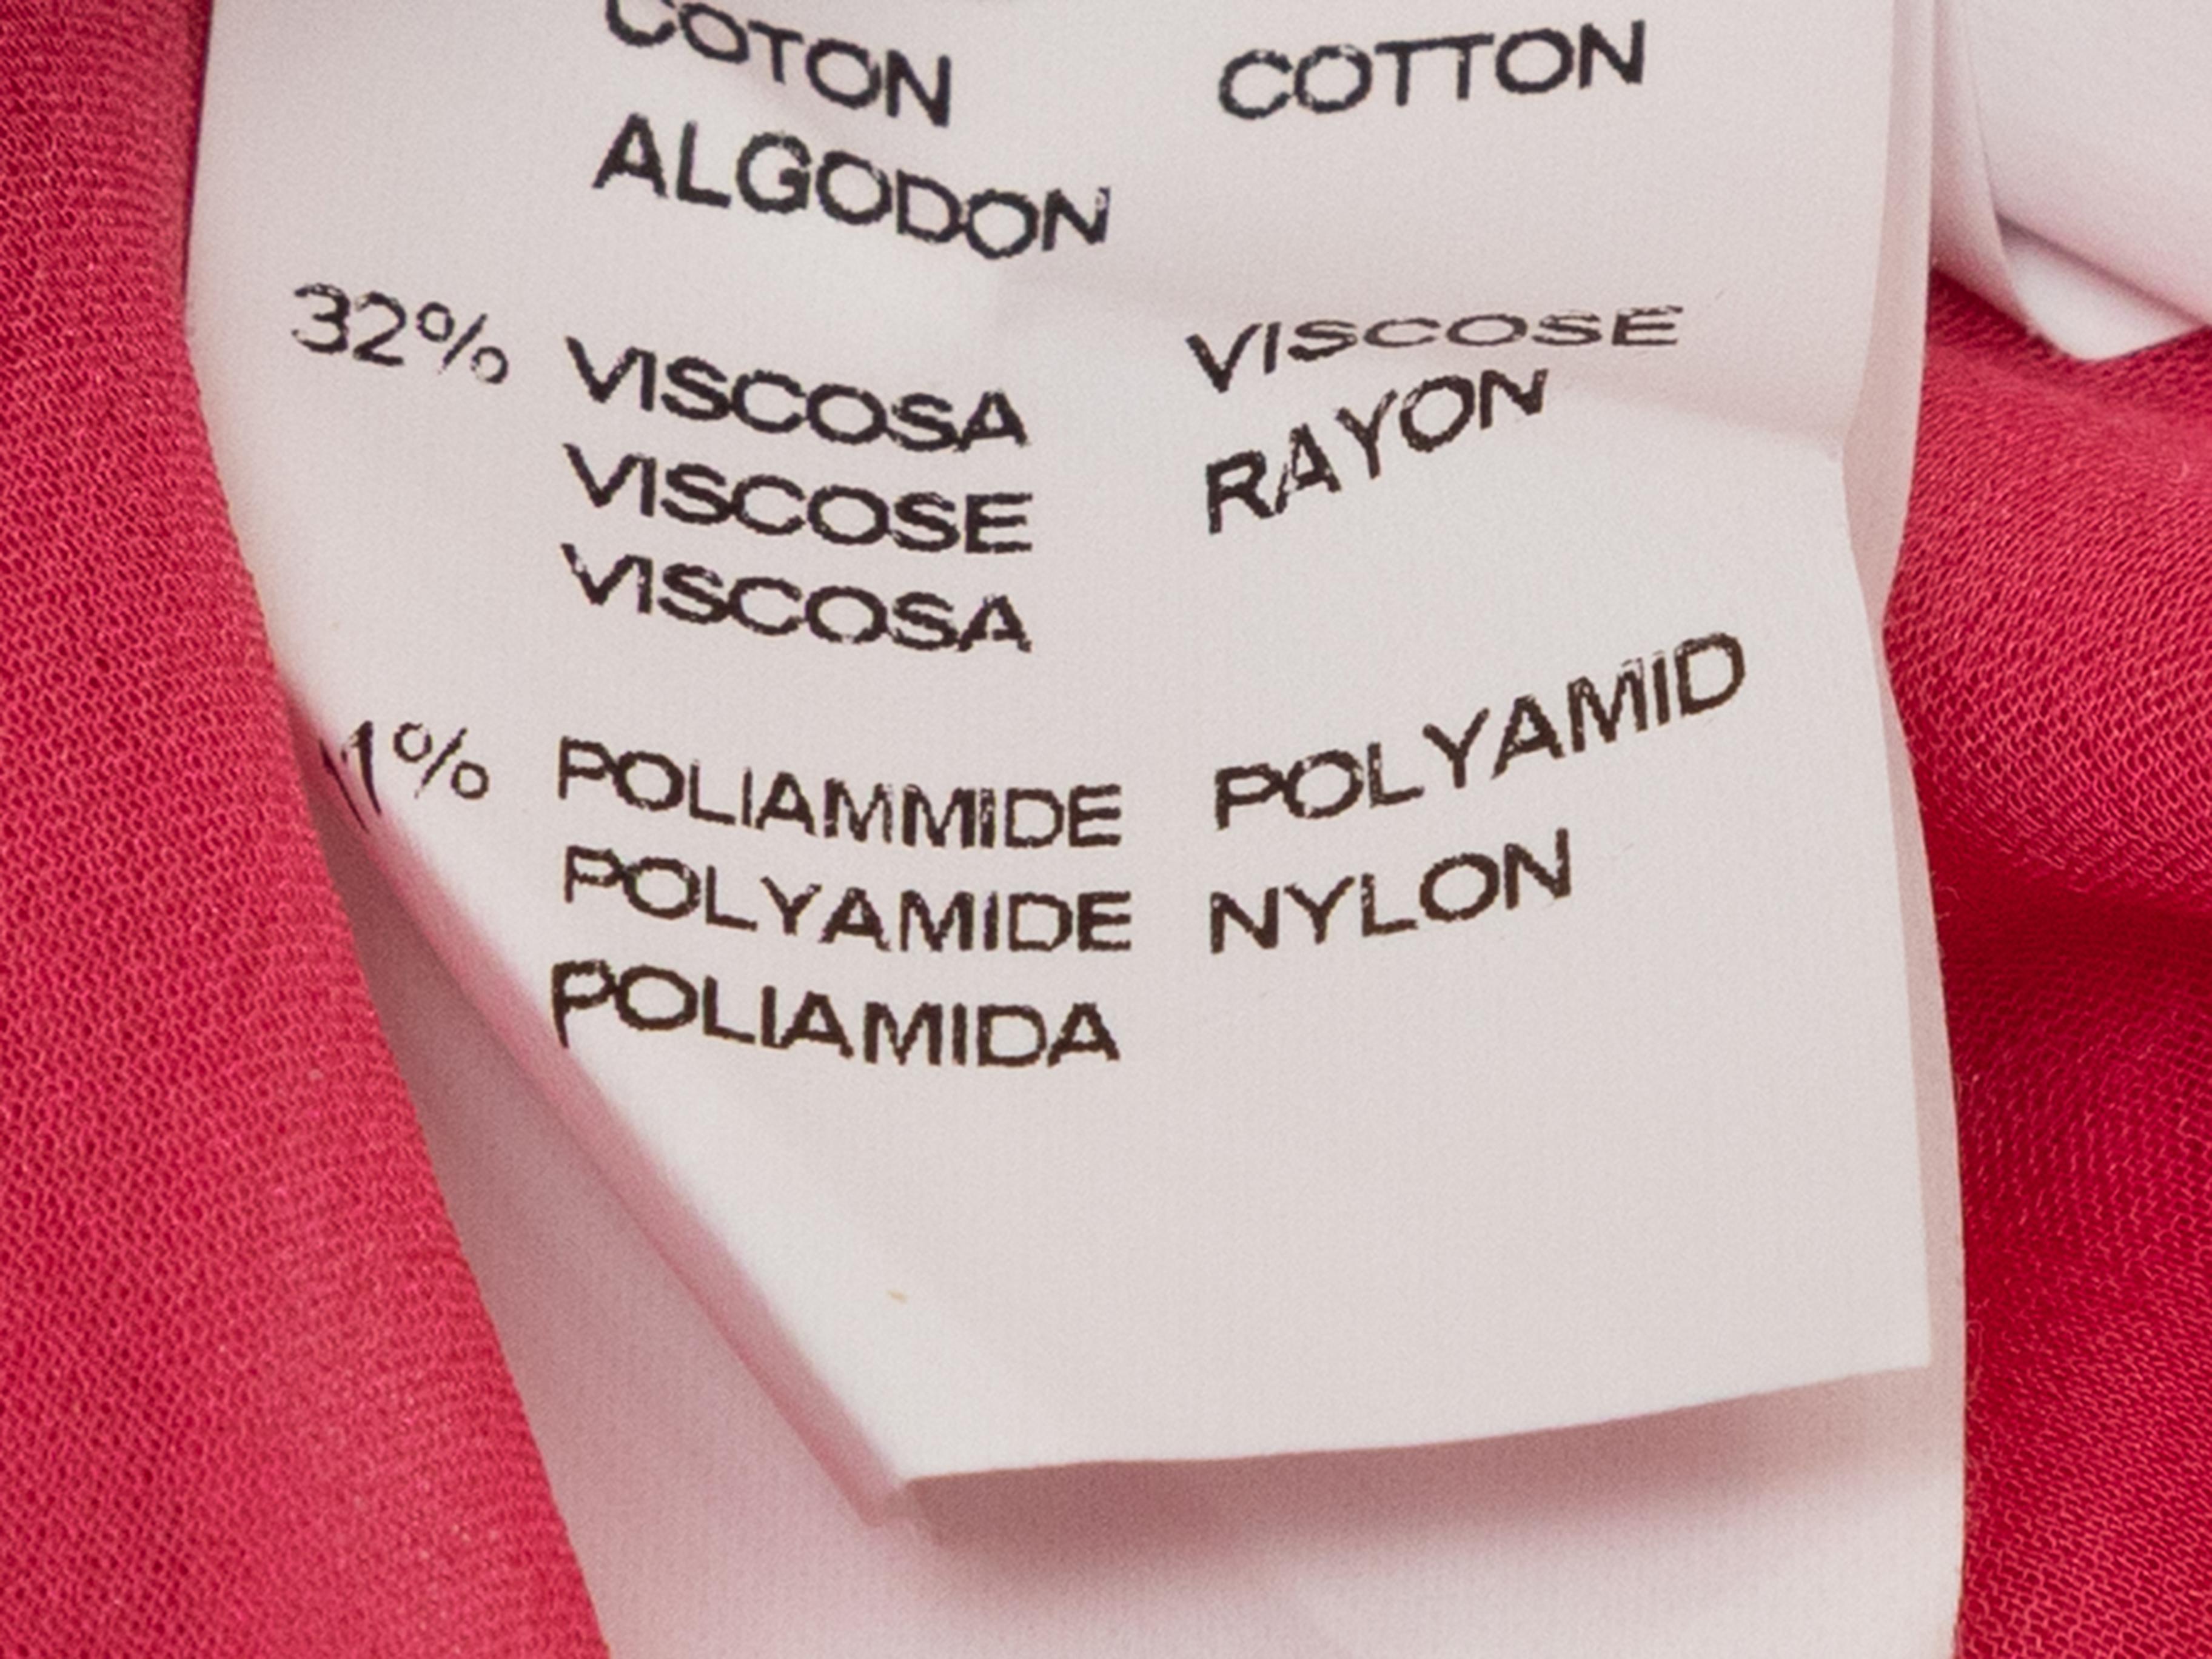 COTON COTTON
ALGODON
32% VISCOSA VISCOSE
VISCOSE RAYON
VISCOSA
POLIAMMIDE POLYAMID
POLYAMIDE NYLON
POLIAMIDA